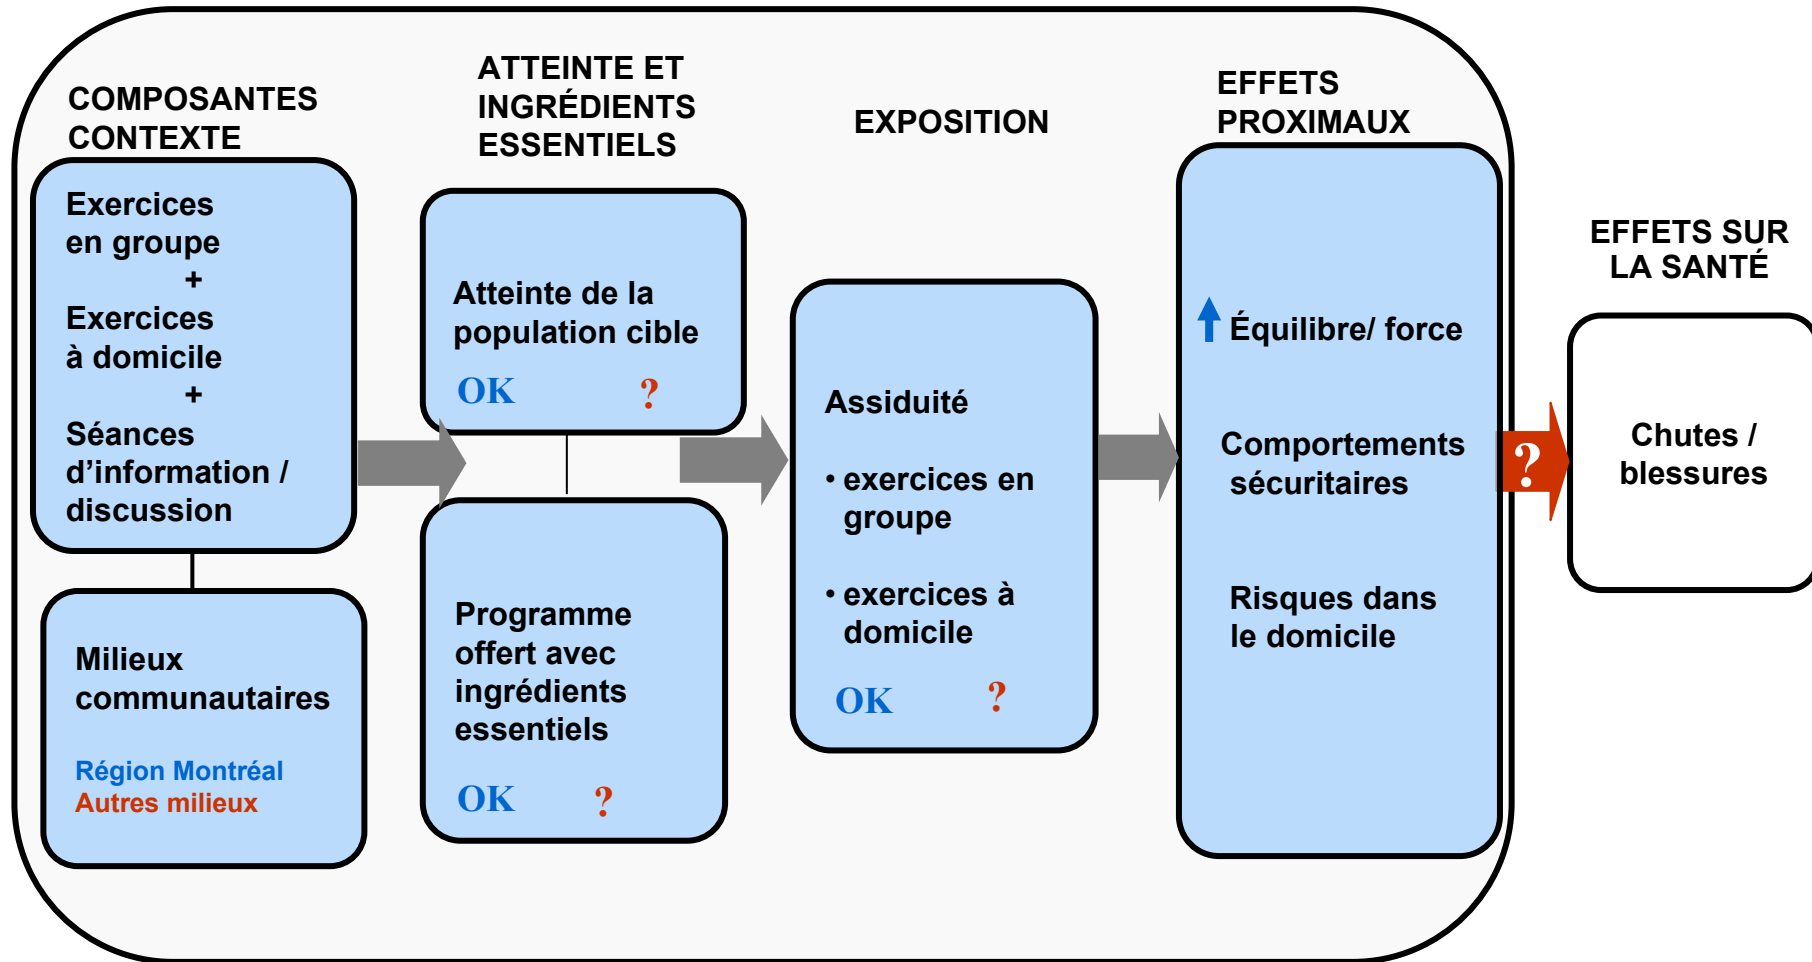 COMPOSANTES
CONTEXTE
Exercices
en groupe
+
Exercices
à domicile
+
Séances
d’information /
discussion
Milieux
communautaires
Région Montréal
Autres milieux
ATTEINTE ET
INGRÉDIENTS
ESSENTIELS
Atteinte de la
population cible
OK ?
Programme
offert avec
ingrédients
essentiels
OK ?
EXPOSITION
Assiduité
• exercices en
groupe
• exercices à
domicile
OK ?
EFFETS
PROXIMAUX
Équilibre/ force
Comportements
sécuritaires
Risques dans
le domicile
?
EFFETS SUR
LA SANTÉ
Chutes /
blessures